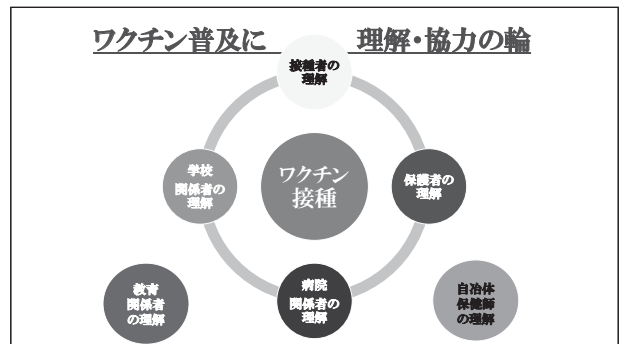 ワクチン普及に 理解・協力の輪
接種者の
理解
学校
関係者の
理解
ワクチン
接種
保護者の
理解
教育
関係者
の理解
病院
関係者の
理解
自治体
保健師
の理解